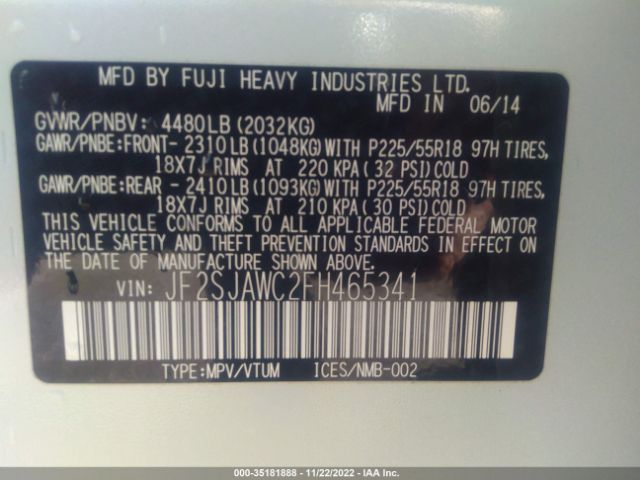 MFD BY FUJI HEAVY INDUSTRIES LTD.
MFD IN 06/14
GVWR/PNBV: 4480LB (2032KG)
GAWR/PNBE:FRONT- 2310LB (1048KG) WITH P225/55R18 97H TIRES,
18X7J RIMS AT 220 KPA (32 PSI) COLD
GAWR/PNBE:REAR - 2410LB (1093KG) WITH P225/55R18 97H TIRES,
18X7J RIMS AT 210 KPA (30 PSI) COLD
THIS VEHICLE CONFORMS TO ALL APPLICABLE FEDERAL MOTOR
VEHICLE SAFETY AND THEFT PREVENTION STANDARDS IN EFFECT ON
THE DATE OF MANUFACTURE SHOWN ABOVE.
VIN: JF2SJAWC2FH465341
TYPE:MPV/VTUM ICES/NMB-002
000-35181888 - 11/22/2022 - IAA Inc.